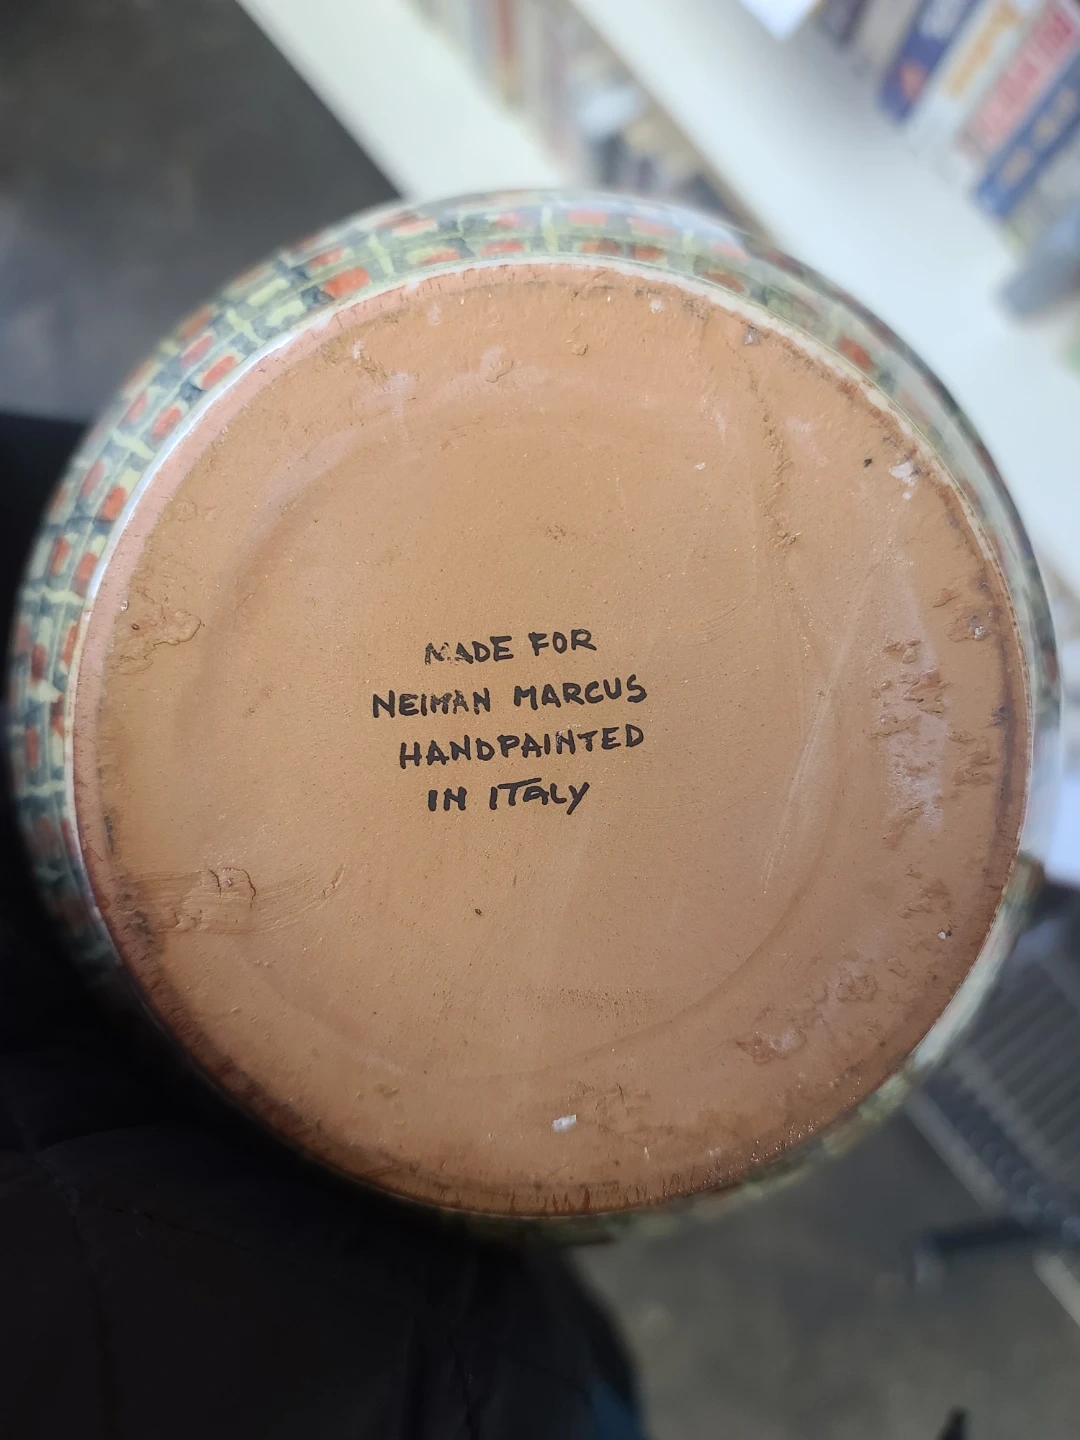 MADE FOR
NEIMAN MARCUS
HANDPAINTED
IN ITALY